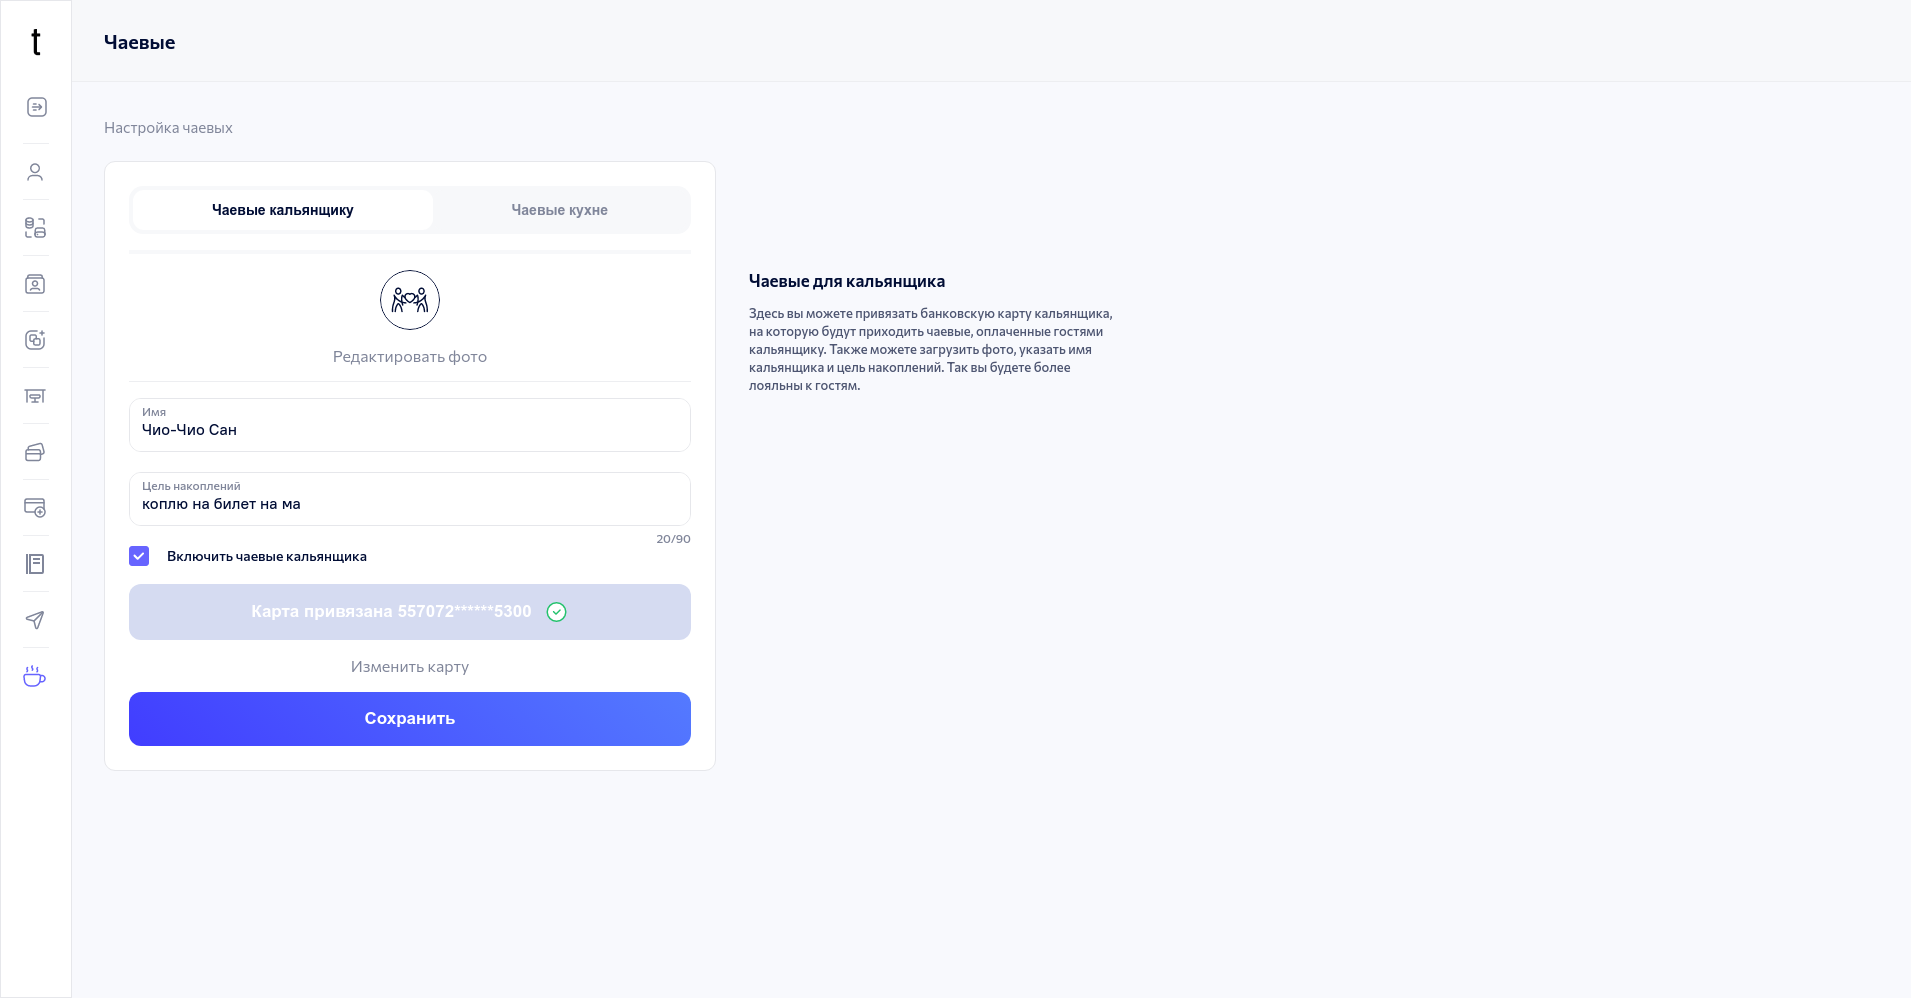 t
Чаевые
Настройка чаевых
Чаевые кальянщику
Чаевые кухне
Редактировать фото
Имя
Чио-Чио Сан
Цель накоплений
коплю на билет на ма
20/90
Включить чаевые кальянщика
Карта привязана 557072******5300
Изменить карту
Сохранить
Чаевые для кальянщика
Здесь вы можете привязать банковскую карту кальянщика,
на которую будут приходить чаевые, оплаченные гостями
кальянщику. Также можете загрузить фото, указать имя
кальянщика и цель накоплений. Так вы будете более
лояльны к гостям.